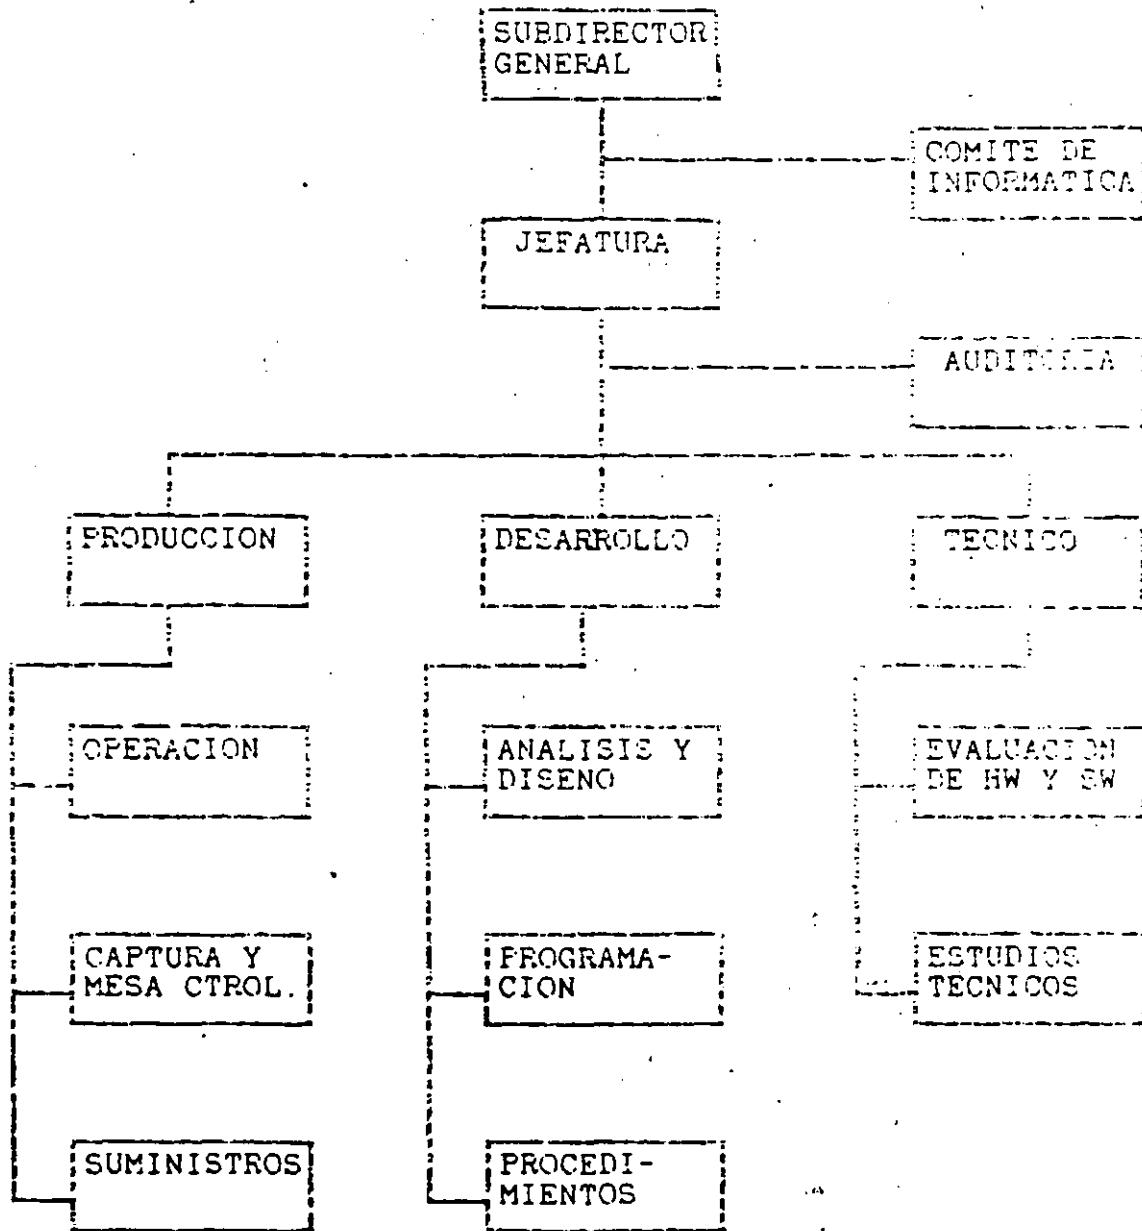 SUBDIRECTOR
GENERAL
COMITE DE
INFORMATICA
JEFATURA
AUDITORIA
PRODUCCION
DESARROLLO
TECNICO
OPERACION
ANALISIS Y
DISENO
EVALUACION
DE HW Y SW
CAPTURA Y
MESA CTROL.
PROGRAMA-
CION
ESTUDIOS
TECNICOS
SUMINISTROS
PROCEDI-
MIENTOS